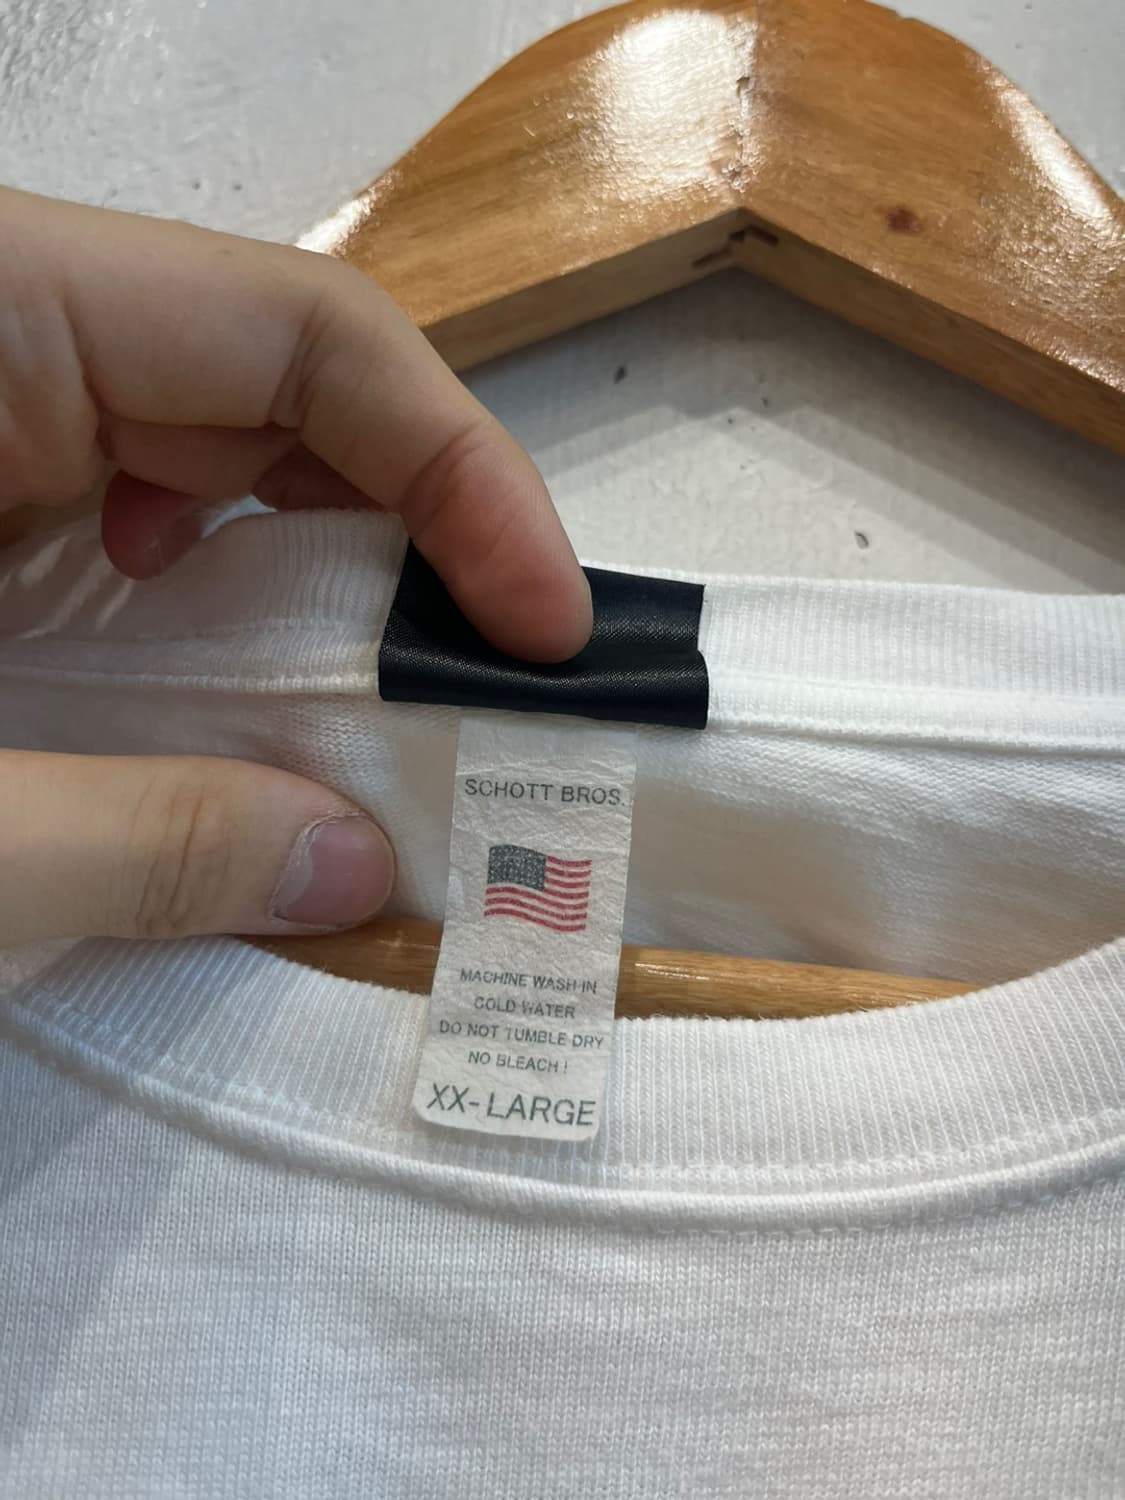 SCHOTT BROS.
MACHINE WASH IN
COLD WATER
DO NOT TUMBLE DRY
NO BLEACH !
XX-LARGE